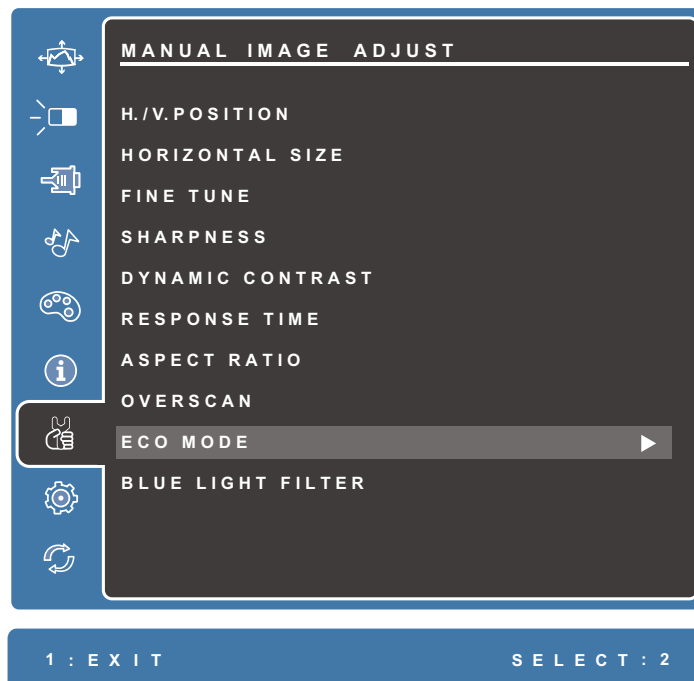 MANUAL IMAGE ADJUST
H./V.POSITION
HORIZONTAL SIZE
FINE TUNE
SHARPNESS
DYNAMIC CONTRAST
RESPONSE TIME
ASPECT RATIO
OVERSCAN
ECO MODE
BLUE LIGHT FILTER
1:EXIT SELECT:2